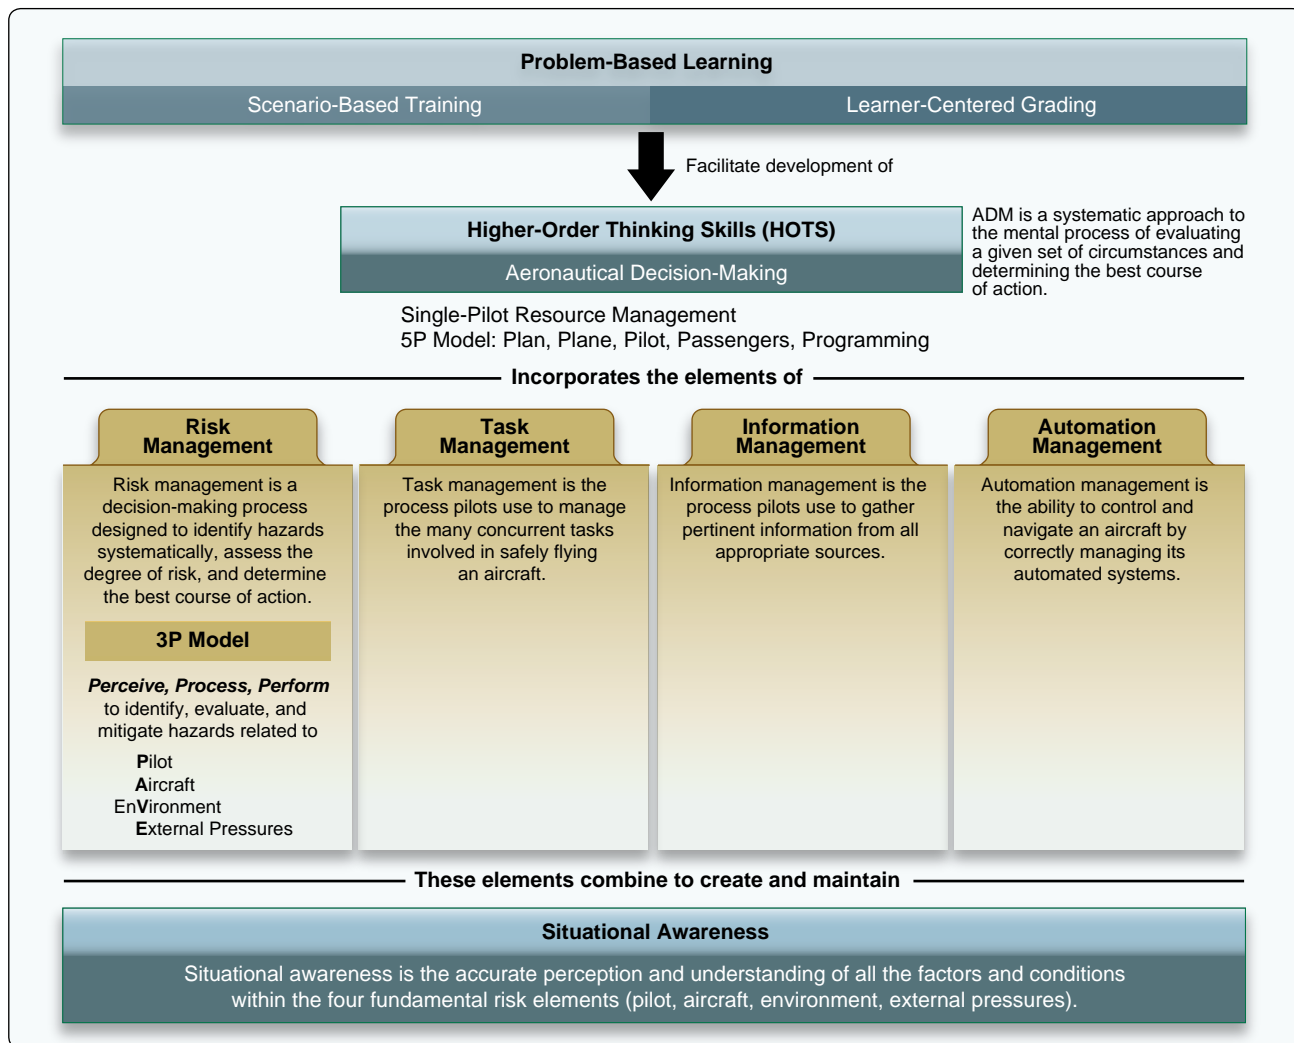 Problem-Based Learning
Scenario-Based Training
Learner-Centered Grading
Facilitate development of
Higher-Order Thinking Skills (HOTS)
Aeronautical Decision-Making
ADM is a systematic approach to
the mental process of evaluating
a given set of circumstances and
determining the best course
of action.
Single-Pilot Resource Management
5P Model: Plan, Plane, Pilot, Passengers, Programming
Incorporates the elements of
Risk
Management
Risk management is a
decision-making process
designed to identify hazards
systematically, assess the
degree of risk, and determine
the best course of action.
3P Model
Perceive, Process, Perform
to identify, evaluate, and
mitigate hazards related to
Pilot
Aircraft
EnVironment
External Pressures
Task
Management
Task management is the
process pilots use to manage
the many concurrent tasks
involved in safely flying
an aircraft.
Information
Management
Information management is the
process pilots use to gather
pertinent information from all
appropriate sources.
Automation
Management
Automation management is
the ability to control and
navigate an aircraft by
correctly managing its
automated systems.
These elements combine to create and maintain
Situational Awareness
Situational awareness is the accurate perception and understanding of all the factors and conditions
within the four fundamental risk elements (pilot, aircraft, environment, external pressures).